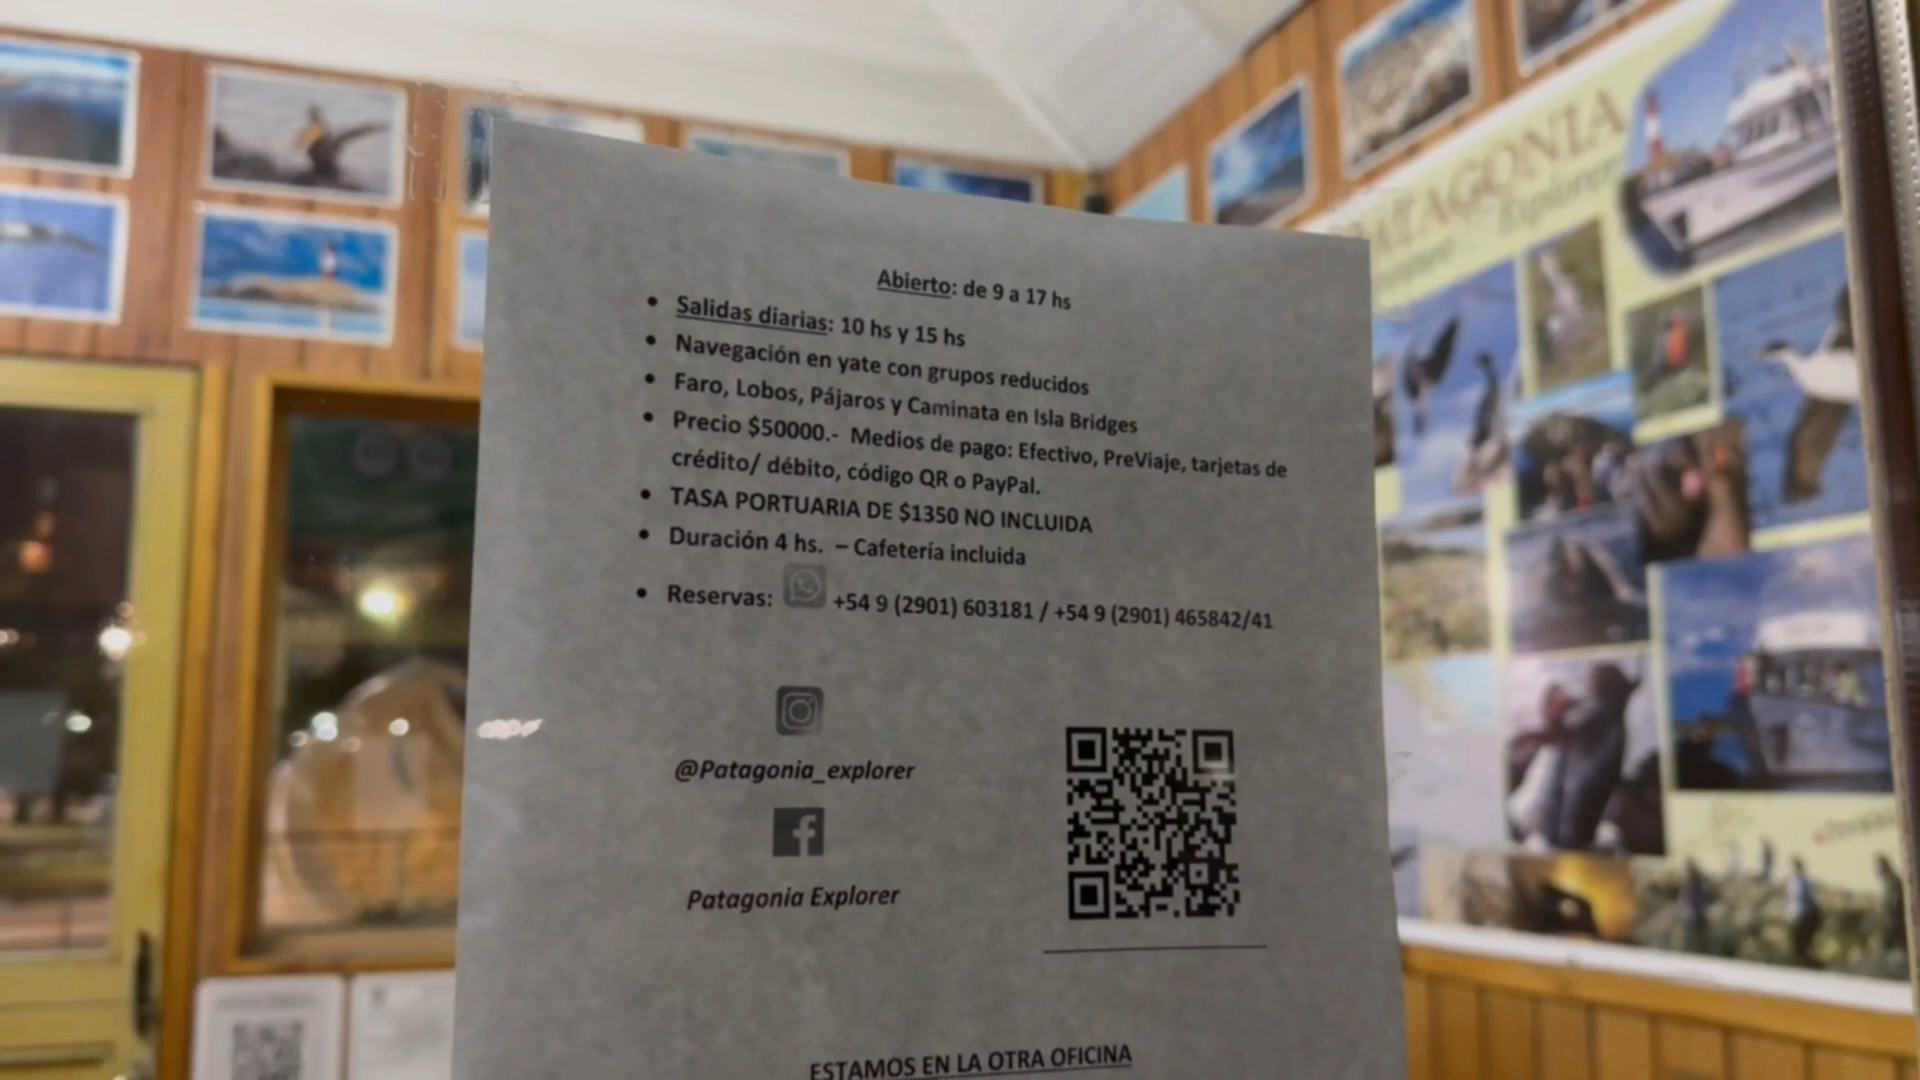 Abierto: de 9 a 17 hs
• Salidas diarias: 10 hs y 15 hs
• Navegación en yate con grupos reducidos
• Faro, Lobos, Pájaros y Caminata en Isla Bridges
• Precio $50000.- Medios de pago: Efectivo, PreViaje, tarjetas de
crédito/ débito, código QR o PayPal.
• TASA PORTUARIA DE $1350 NO INCLUIDA
• Duración 4 hs. – Cafetería incluida
• Reservas: +54 9 (2901) 603181 / +54 9 (2901) 465842/41
@Patagonia_explorer
Patagonia Explorer
ESTAMOS EN LA OTRA OFICINA
PATAGONIA
Explorer